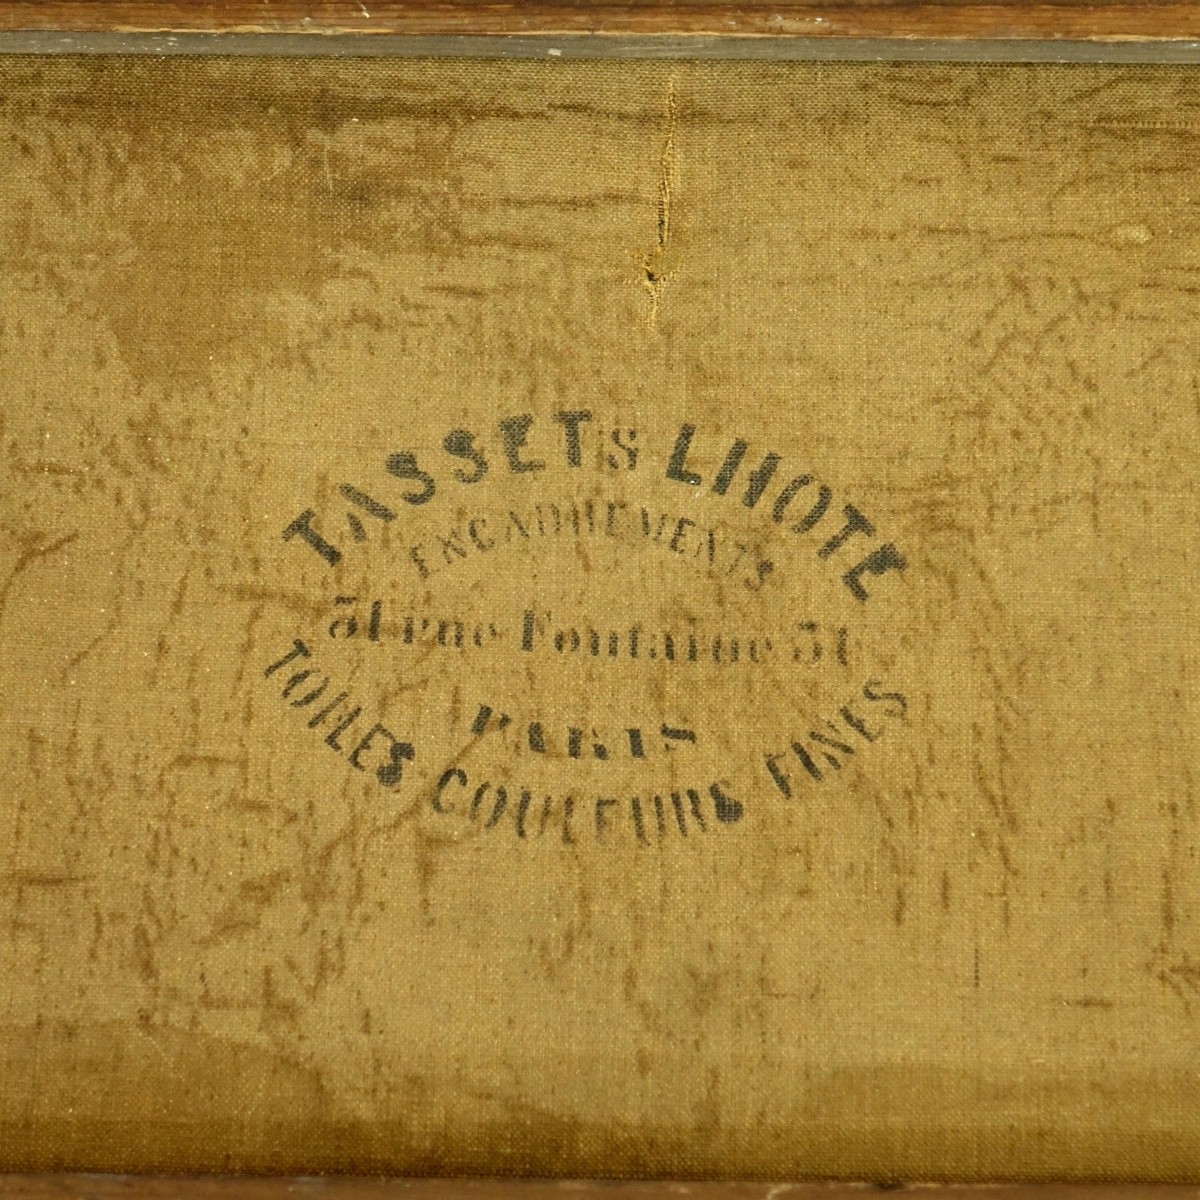 TASSET & LHOTE
ENCADREMENTS
31 rue Fontaine 31
PARIS
TOILES COULEURS FINES